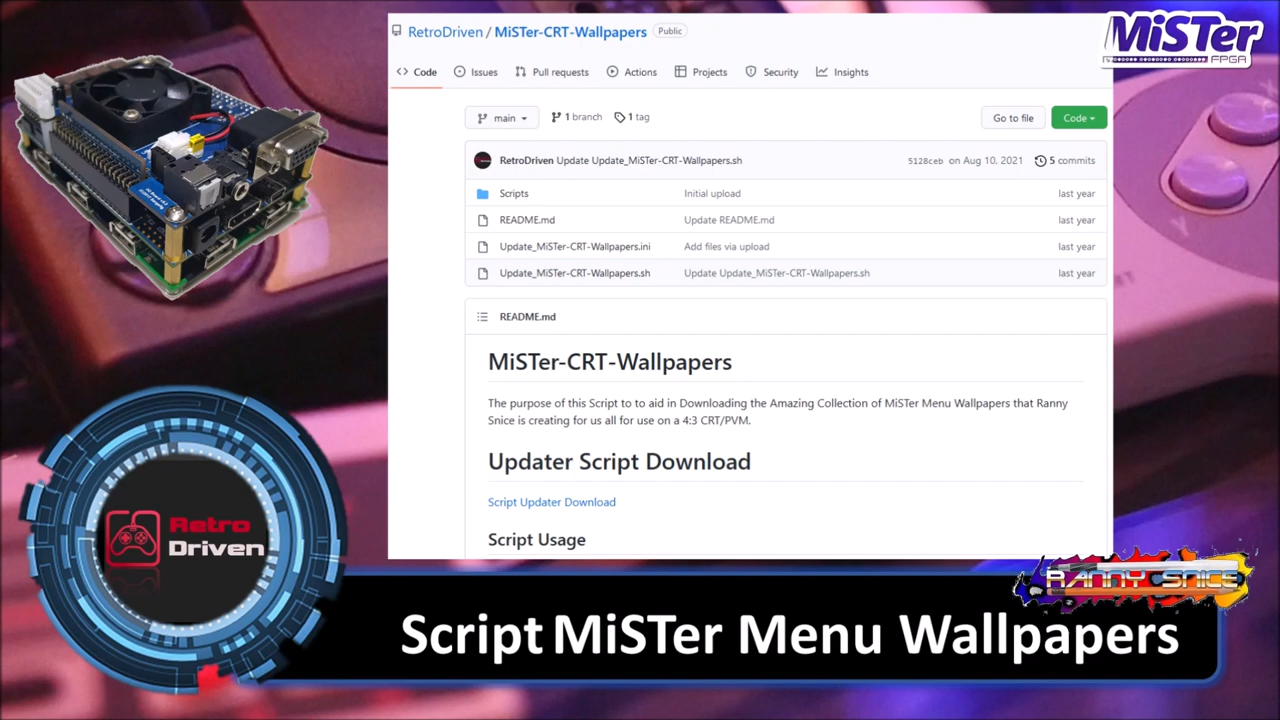 RetroDriven / MiSTer-CRT-Wallpapers Public
Code Issues Pull requests Actions Projects Security Insights
main 1 branch 1 tag Go to file Code
RetroDriven Update Update_MiSTer-CRT-Wallpapers.sh 5128ceb on Aug 10, 2021 5 commits
Scripts Initial upload last year
README.md Update README.md last year
Update_MiSTer-CRT-Wallpapers.ini Add files via upload last year
Update_MiSTer-CRT-Wallpapers.sh Update Update_MiSTer-CRT-Wallpapers.sh last year
README.md
MiSTer-CRT-Wallpapers
The purpose of this Script to to aid in Downloading the Amazing Collection of MiSTer Menu Wallpapers that Ranny
Snice is creating for us all for use on a 4:3 CRT/PVM.
Updater Script Download
Script Updater Download
Script Usage
MiSTer
FPGA
Retro
Driven
RANNY SNICE
Script MiSTer Menu Wallpapers